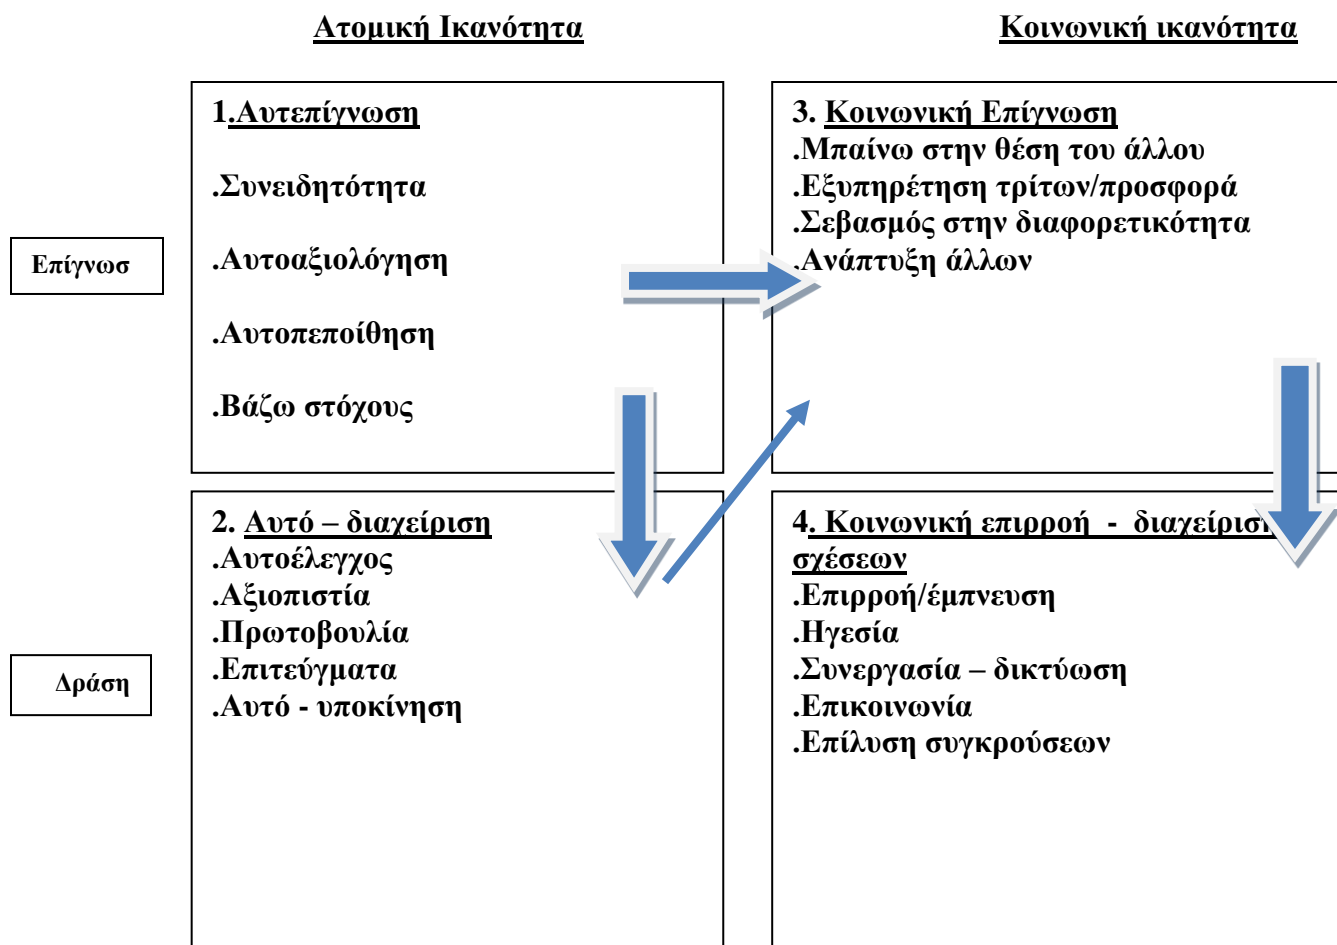 Ατομική Ικανότητα
Κοινωνική ικανότητα
1.Αυτεπίγνωση
.Συνειδητότητα
.Αυτοαξιολόγηση
.Αυτοπεποίθηση
.Βάζω στόχους
3. Κοινωνική Επίγνωση
.Μπαίνω στην θέση του άλλου
.Εξυπηρέτηση τρίτων/προσφορά
.Σεβασμός στην διαφορετικότητα
.Ανάπτυξη άλλων
Επίγνωσ
2. Αυτό – διαχείριση
.Αυτοέλεγχος
.Αξιοπιστία
.Πρωτοβουλία
.Επιτεύγματα
.Αυτό - υποκίνηση
4. Κοινωνική επιρροή - διαχείριση
σχέσεων
.Επιρροή/έμπνευση
.Ηγεσία
.Συνεργασία – δικτύωση
.Επικοινωνία
.Επίλυση συγκρούσεων
Δράση